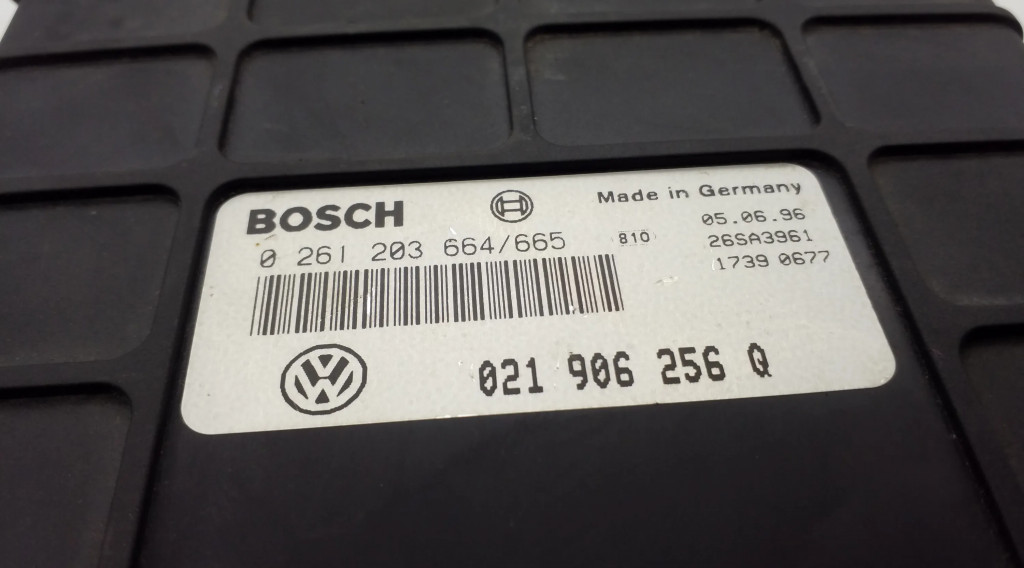 BOSCH
Made in Germany
0 261 203 664/665
810
05.06.96
26SA3961
1739 0677
021 906 256 Q